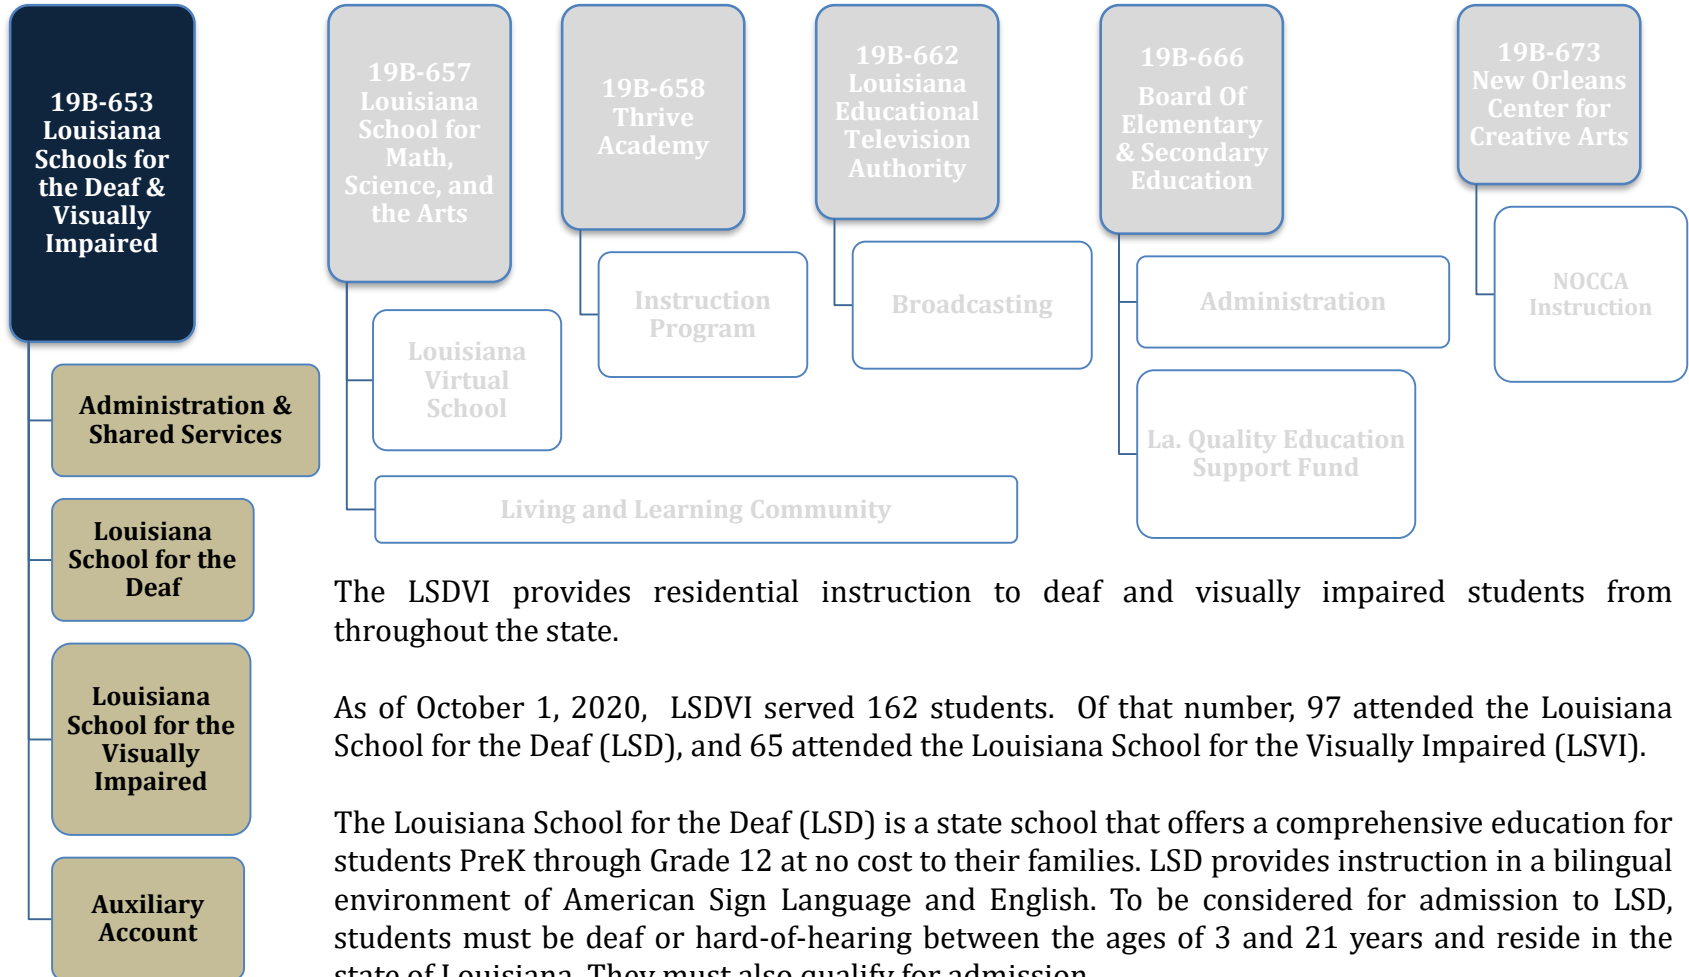 19B-653
Louisiana
Schools for
the Deaf &
Visually
Impaired
Administration &
Shared Services
Louisiana
School for the
Deaf
Louisiana
School for the
Visually
Impaired
Auxiliary
Account
19B-657
Louisiana
School for
Math,
Science, and
the Arts
Louisiana
Virtual
School
Living and Learning Community
19B-658
Thrive
Academy
Instruction
Program
19B-662
Louisiana
Educational
Television
Authority
Broadcasting
19B-666
Board Of
Elementary
& Secondary
Education
Administration
La. Quality Education
Support Fund
19B-673
New Orleans
Center for
Creative Arts
NOCCA
Instruction
The LSDVI provides residential instruction to deaf and visually impaired students from
throughout the state.
As of October 1, 2020, LSDVI served 162 students. Of that number, 97 attended the Louisiana
School for the Deaf (LSD), and 65 attended the Louisiana School for the Visually Impaired (LSVI).
The Louisiana School for the Deaf (LSD) is a state school that offers a comprehensive education for
students PreK through Grade 12 at no cost to their families. LSD provides instruction in a bilingual
environment of American Sign Language and English. To be considered for admission to LSD,
students must be deaf or hard-of-hearing between the ages of 3 and 21 years and reside in the
state of Louisiana. They must also qualify for admission